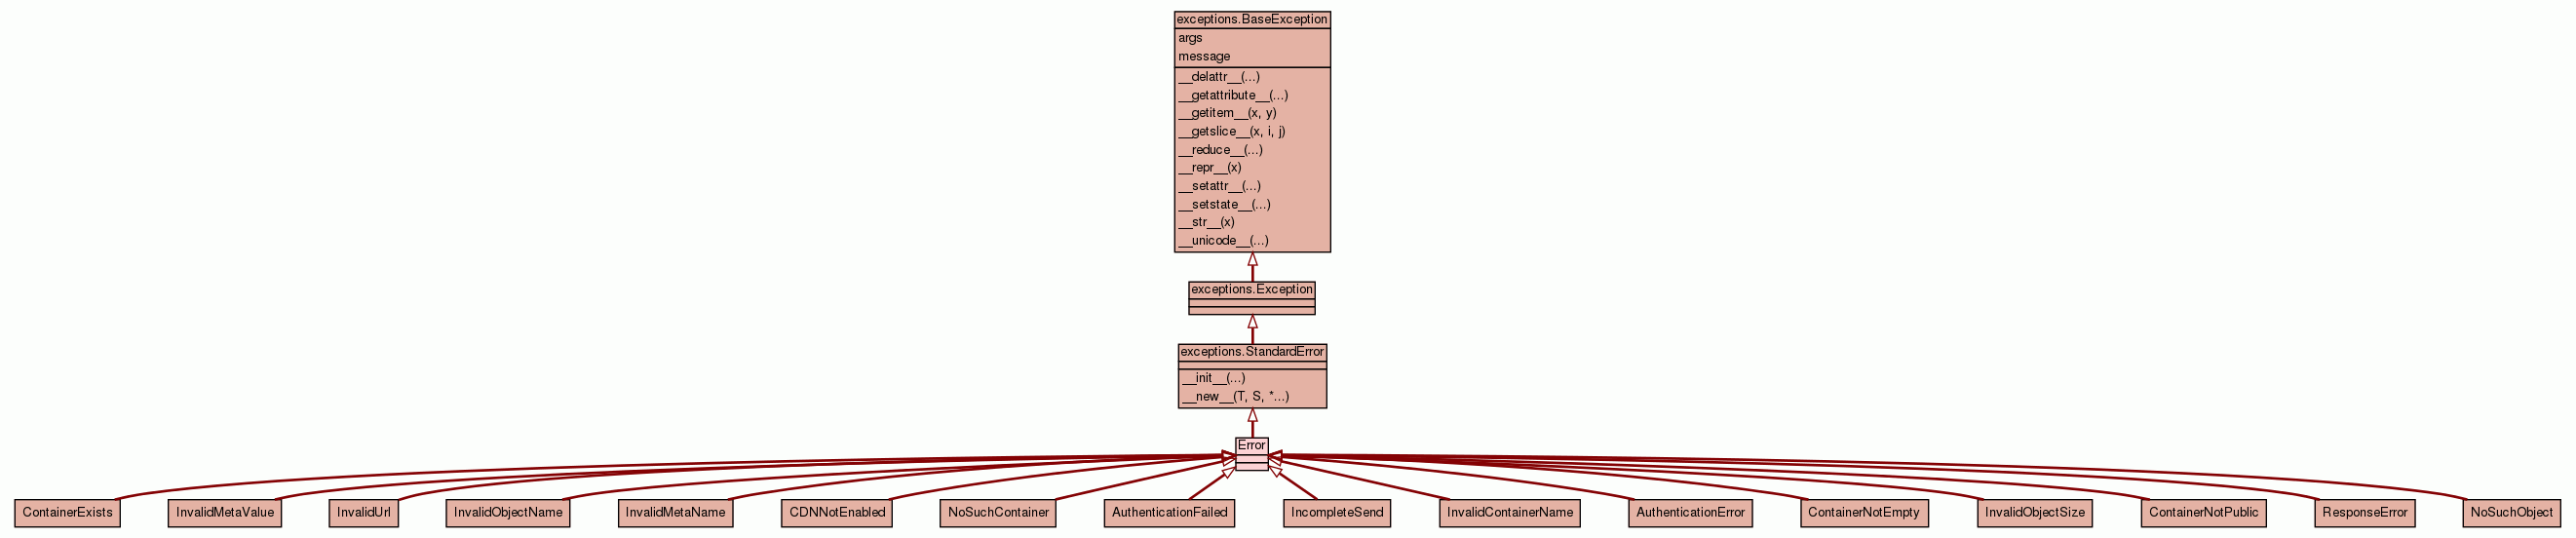 exceptions.BaseException
args
message
__delattr__(...)
__getattribute__(...)
__getitem__(x, y)
__getslice__(x, i, j)
__reduce__(...)
__repr__(x)
__setattr__(...)
__setstate__(...)
__str__(x)
__unicode__(...)
exceptions.Exception
exceptions.StandardError
__init__(...)
__new__(T, S, *...)
Error
ContainerExists
InvalidMetaValue
InvalidUrl
InvalidObjectName
InvalidMetaName
CDNNotEnabled
NoSuchContainer
AuthenticationFailed
IncompleteSend
InvalidContainerName
AuthenticationError
ContainerNotEmpty
InvalidObjectSize
ContainerNotPublic
ResponseError
NoSuchObject